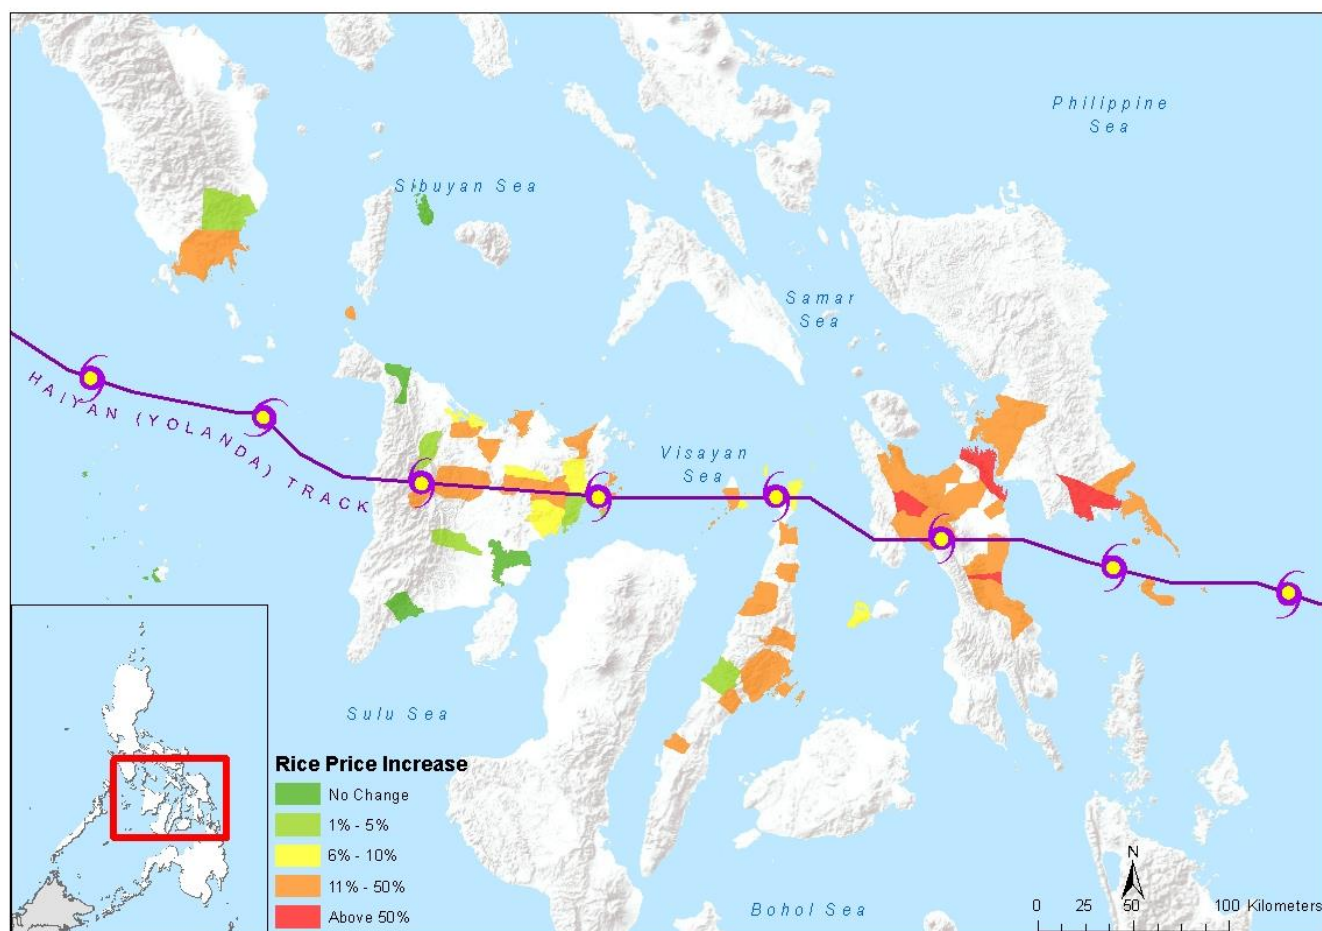 Philippine
Sea
Sibuyan Sea
Samar
Sea
HAIYAN (YOLANDA) TRACK
Visayan
Sea
Sulu Sea
Rice Price Increase
No Change
1% - 5%
6% - 10%
11% - 50%
Above 50%
Bohol Sea
N
0 25 50 100 Kilometers